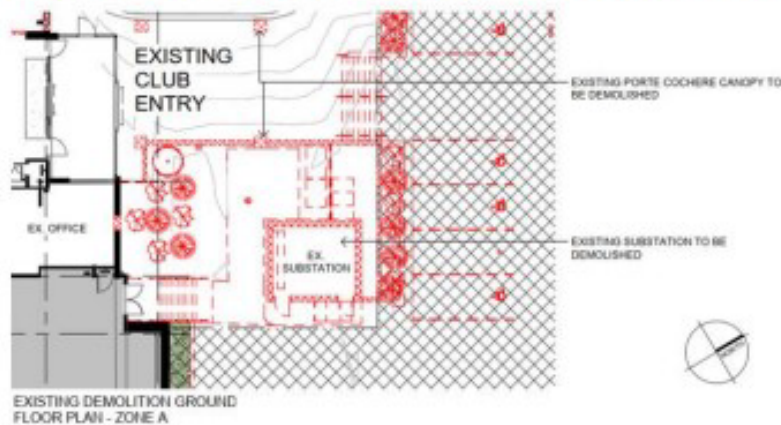 EXISTING
CLUB
ENTRY
EXISTING PORTE COCHERE CANOPY TO
BE DEMOLISHED
EX. OFFICE
EX.
SUBSTATION
EXISTING SUBSTATION TO BE
DEMOLISHED
EXISTING DEMOLITION GROUND
FLOOR PLAN - ZONE A